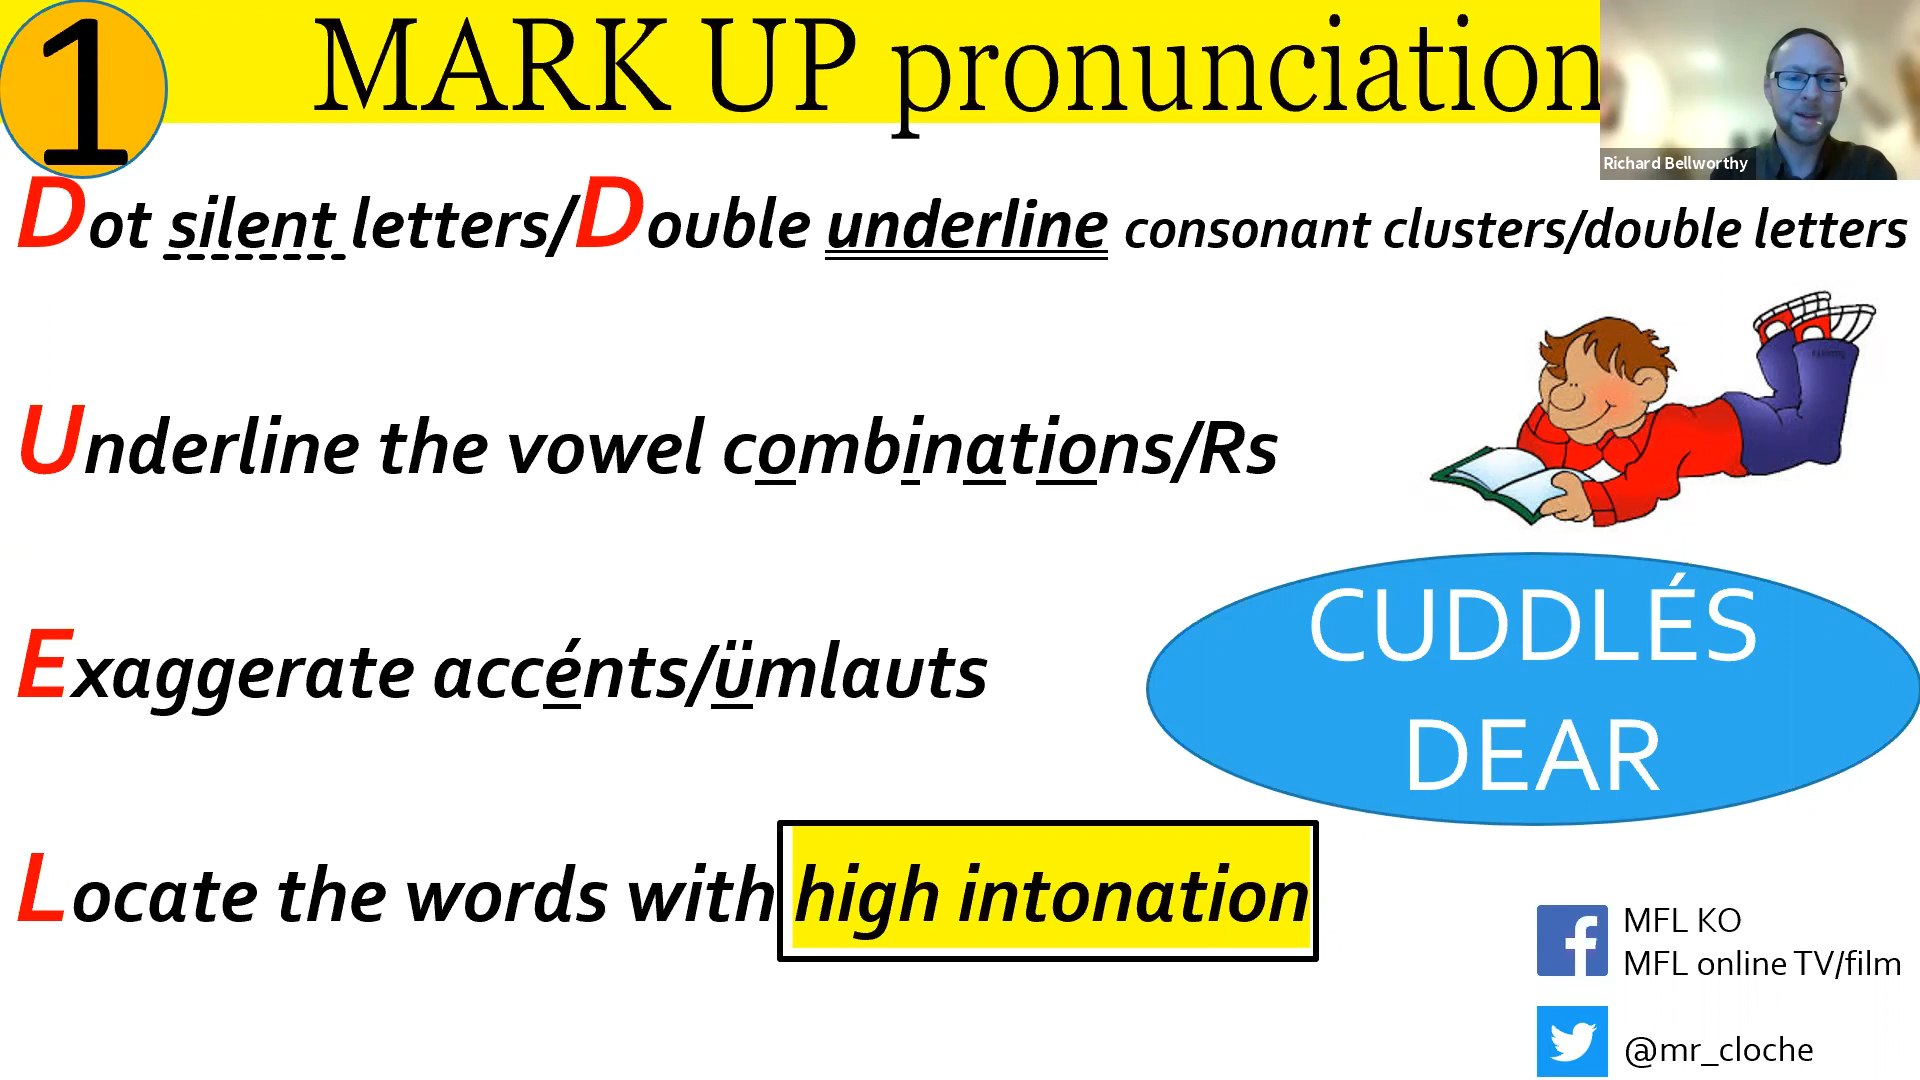 1
MARK UP pronunciation
Richard Bellworthy
Dot silent letters/Double underline consonant clusters/double letters
Underline the vowel combinations/Rs
Exaggerate accénts/ümlauts
CUDDLÉS
DEAR
Locate the words with high intonation
MFL KO
MFL online TV/film
@mr_cloche